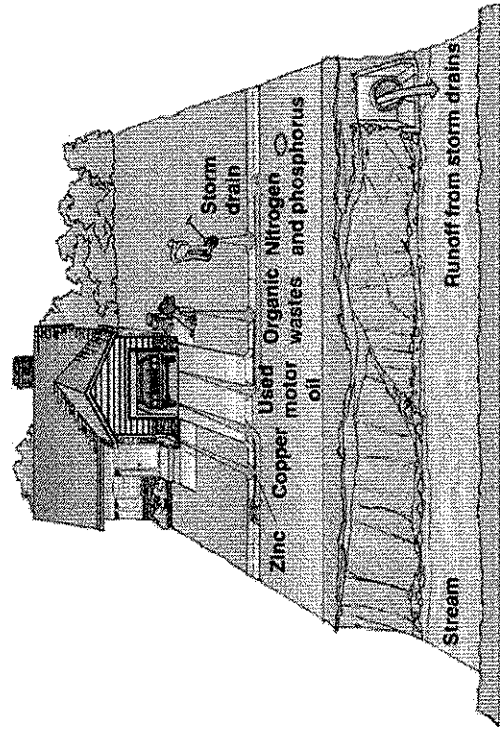 Storm
drain
Zinc
Copper
Used
motor
oil
Organic
wastes
Nitrogen
and phosphorus
Stream
Runoff from storm drains